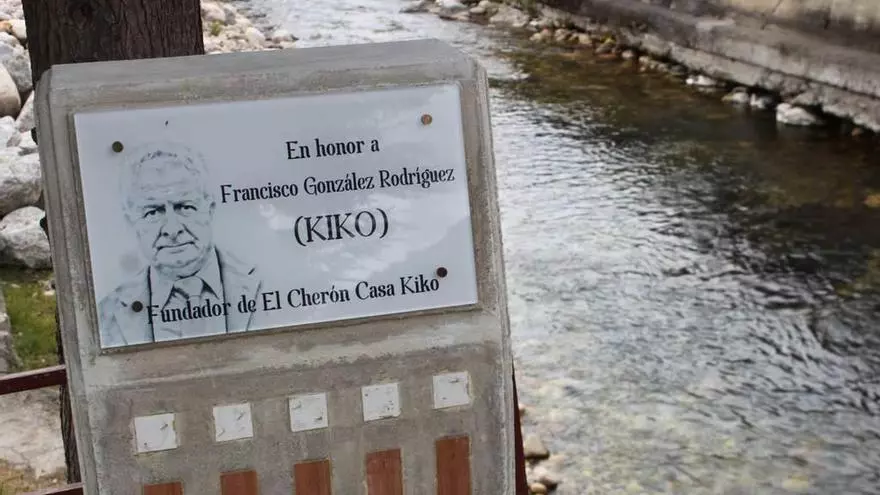 En honor a
Francisco González Rodríguez
(KIKO)
Fundador de El Cherón Casa Kiko